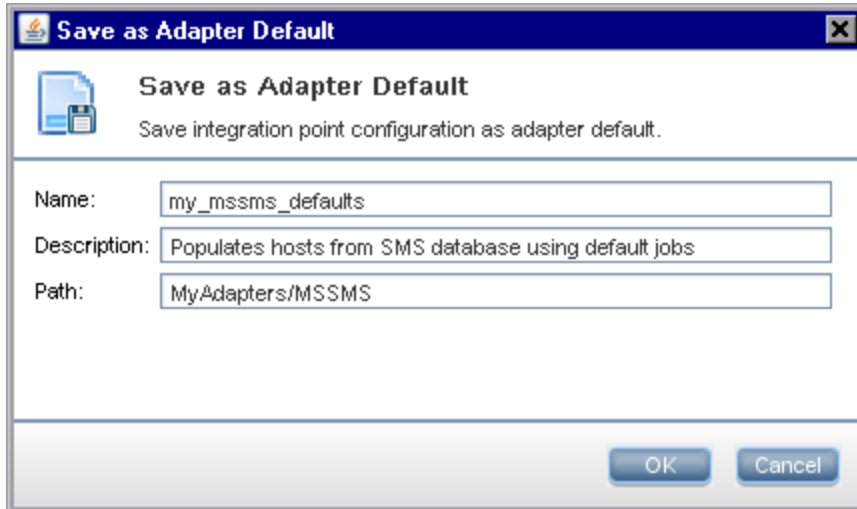 Save as Adapter Default
Save as Adapter Default
Save integration point configuration as adapter default.
Name: my_mssms_defaults
Description: Populates hosts from SMS database using default jobs
Path: MyAdapters/MSSMS
OK Cancel